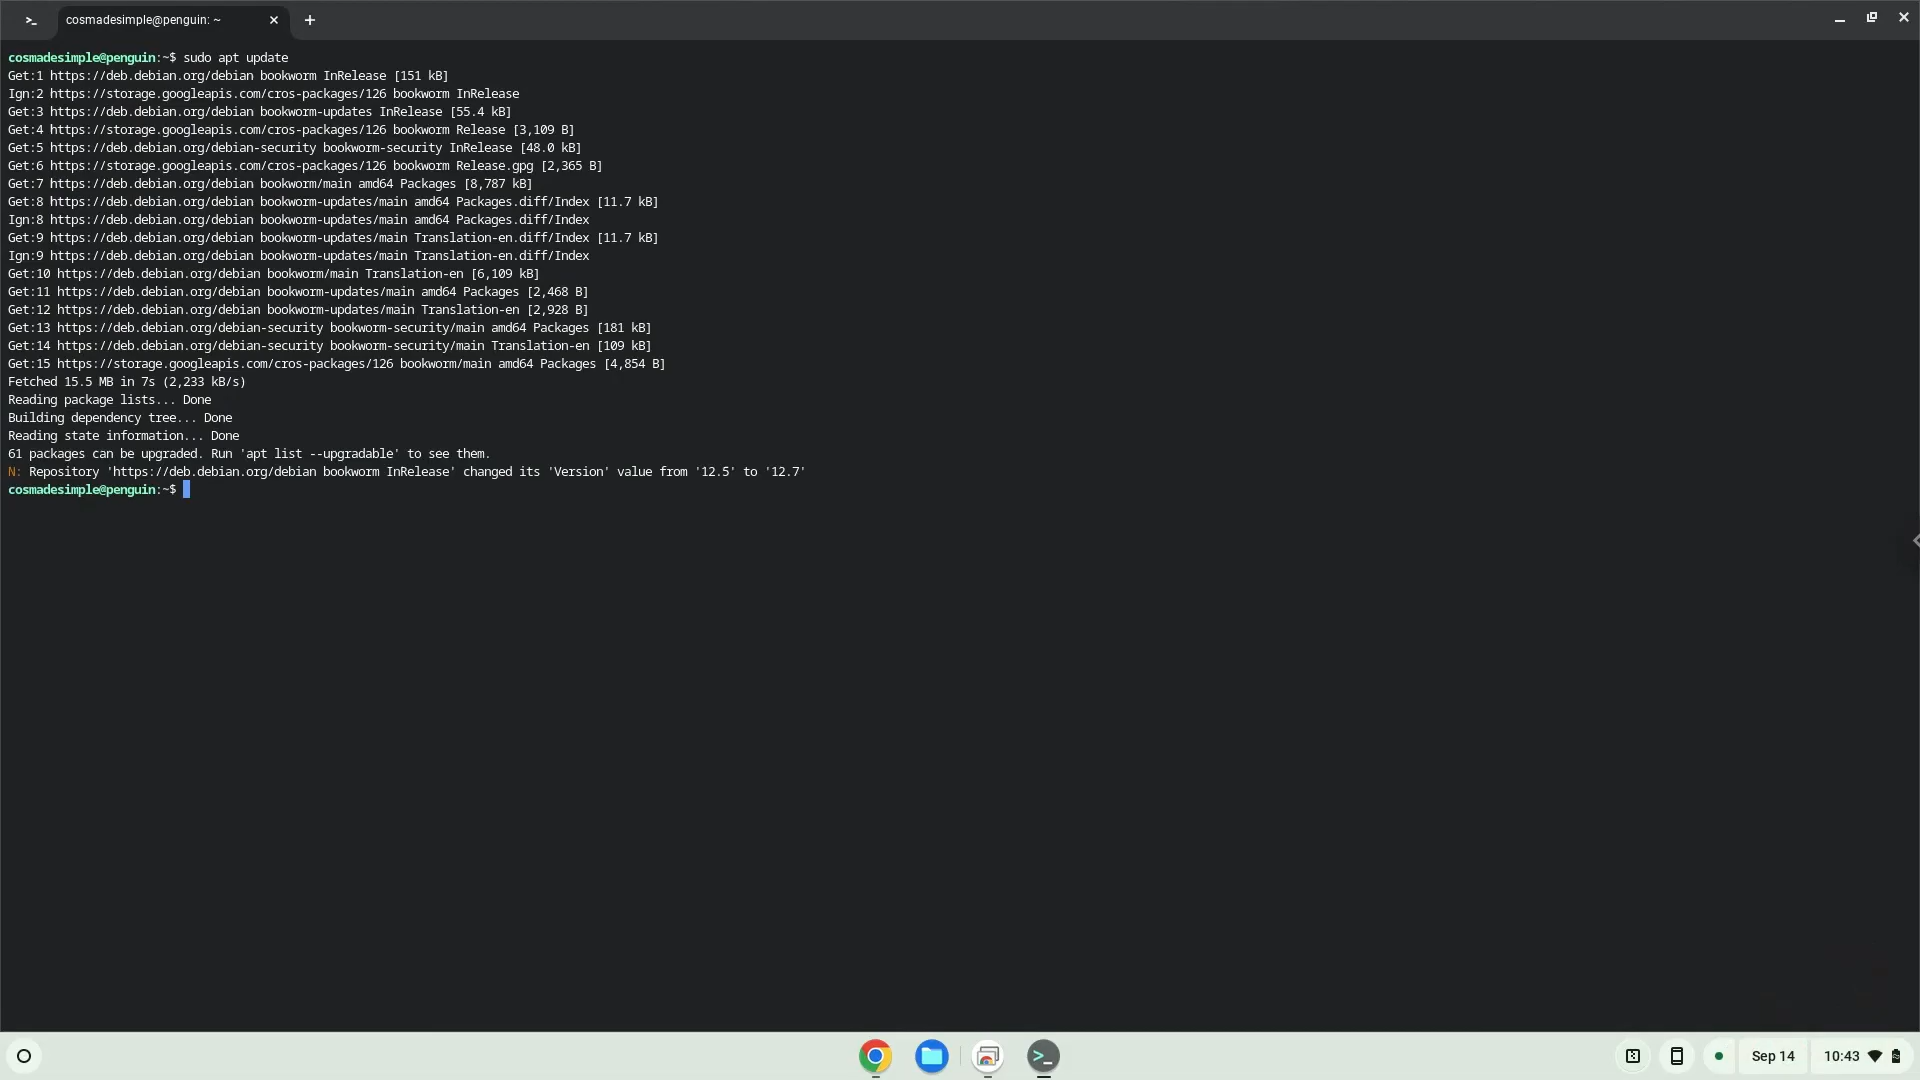 cosmadesimple@penguin: ~
cosmadesimple@penguin:~$ sudo apt update
Get:1 https://deb.debian.org/debian bookworm InRelease [151 kB]
Ign:2 https://storage.googleapis.com/cros-packages/126 bookworm InRelease
Get:3 https://deb.debian.org/debian bookworm-updates InRelease [55.4 kB]
Get:4 https://storage.googleapis.com/cros-packages/126 bookworm Release [3,109 B]
Get:5 https://deb.debian.org/debian-security bookworm-security InRelease [48.0 kB]
Get:6 https://storage.googleapis.com/cros-packages/126 bookworm Release.gpg [2,365 B]
Get:7 https://deb.debian.org/debian bookworm/main amd64 Packages [8,787 kB]
Get:8 https://deb.debian.org/debian bookworm-updates/main amd64 Packages.diff/Index [11.7 kB]
Ign:8 https://deb.debian.org/debian bookworm-updates/main amd64 Packages.diff/Index
Get:9 https://deb.debian.org/debian bookworm-updates/main Translation-en.diff/Index [11.7 kB]
Ign:9 https://deb.debian.org/debian bookworm-updates/main Translation-en.diff/Index
Get:10 https://deb.debian.org/debian bookworm/main Translation-en [6,109 kB]
Get:11 https://deb.debian.org/debian bookworm-updates/main amd64 Packages [2,468 B]
Get:12 https://deb.debian.org/debian bookworm-updates/main Translation-en [2,928 B]
Get:13 https://deb.debian.org/debian-security bookworm-security/main amd64 Packages [181 kB]
Get:14 https://deb.debian.org/debian-security bookworm-security/main Translation-en [109 kB]
Get:15 https://storage.googleapis.com/cros-packages/126 bookworm/main amd64 Packages [4,854 B]
Fetched 15.5 MB in 7s (2,233 kB/s)
Reading package lists... Done
Building dependency tree... Done
Reading state information... Done
61 packages can be upgraded. Run 'apt list --upgradable' to see them.
N: Repository 'https://deb.debian.org/debian bookworm InRelease' changed its 'Version' value from '12.5' to '12.7'
cosmadesimple@penguin:~$
Sep 14
10:43